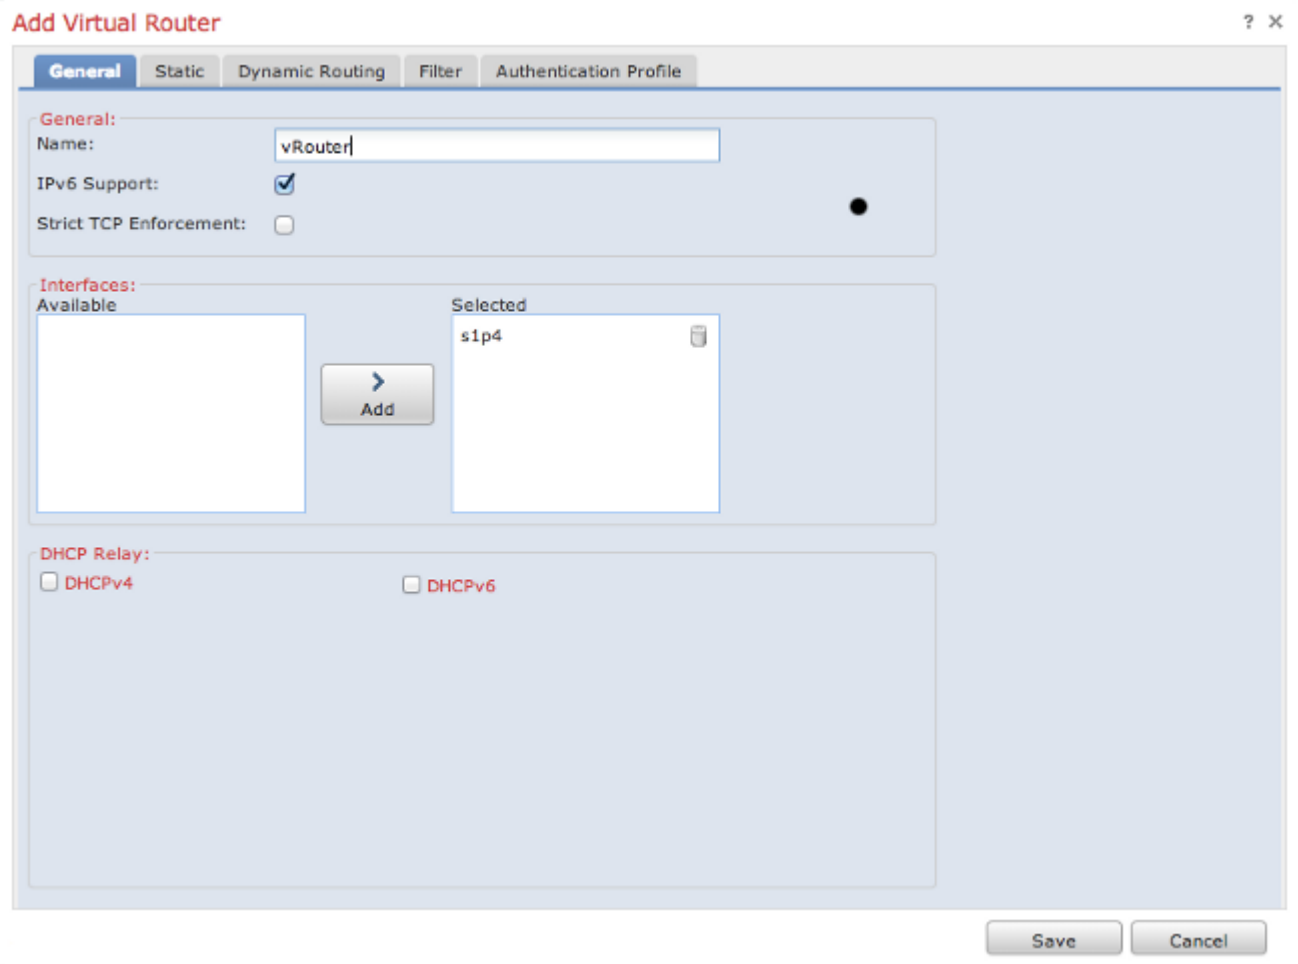 Add Virtual Router
? ×
General Static Dynamic Routing Filter Authentication Profile
General:
Name: vRouter
IPv6 Support:
Strict TCP Enforcement:
Interfaces:
Available Selected
s1p4
Add
DHCP Relay:
DHCPv4 DHCPv6
Save Cancel